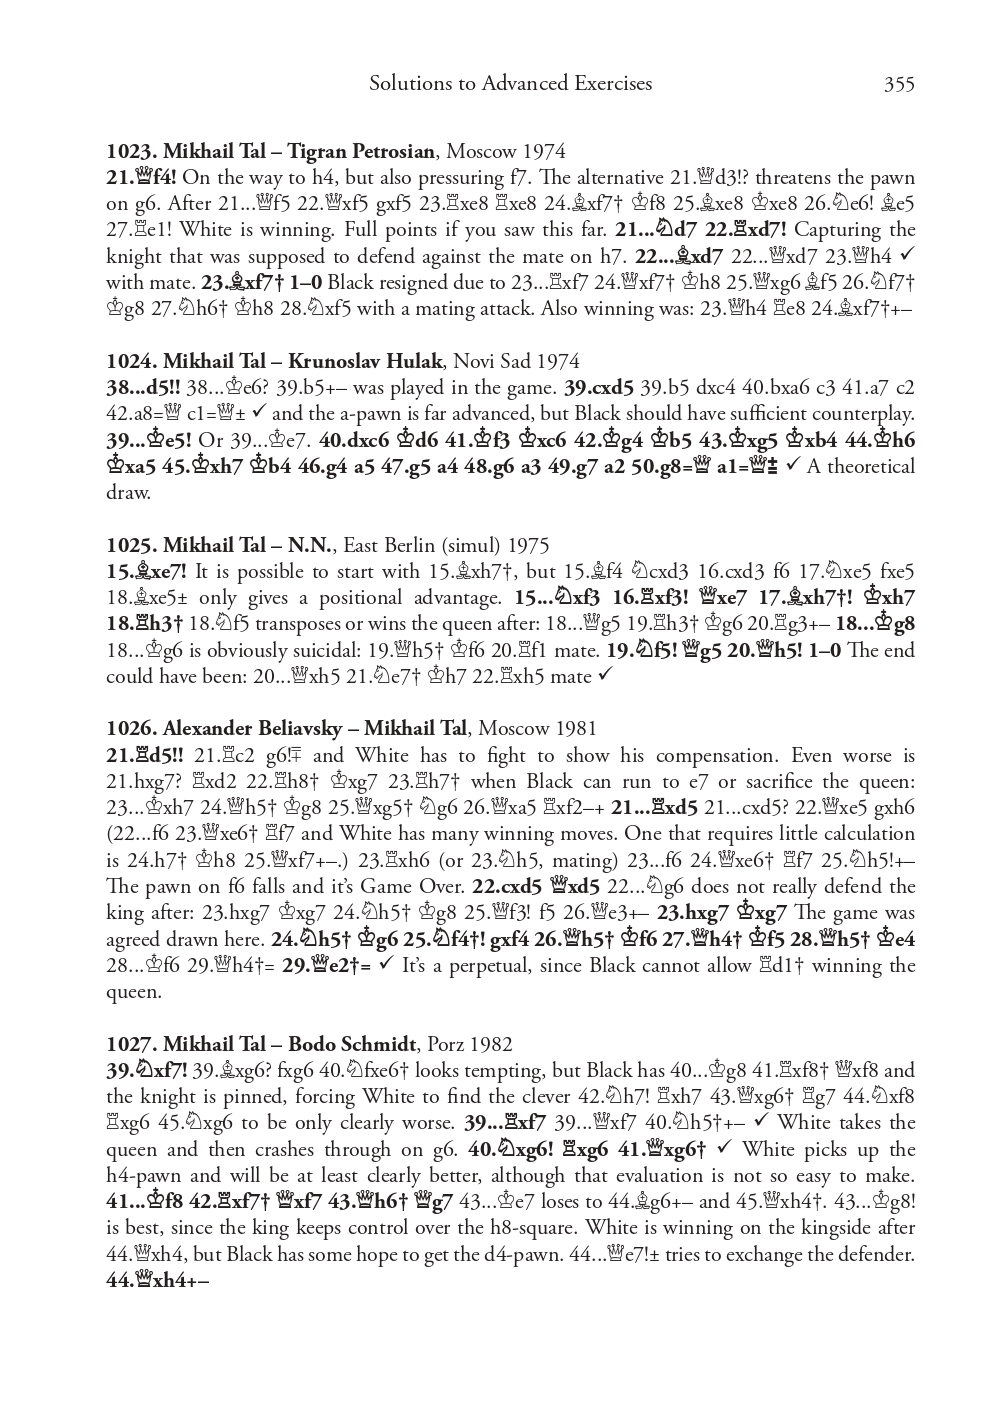 Solutions to Advanced Exercises 355
1023. Mikhail Tal – Tigran Petrosian, Moscow 1974
21.♕f4! On the way to h4, but also pressuring f7. The alternative 21.♕d3!? threatens the pawn
on g6. After 21...♕f5 22.♕xf5 gxf5 23.♖xe8 ♖xe8 24.♗xf7† ♔f8 25.♗xe8 ♔xe8 26.♘e6! ♗e5
27.♖e1! White is winning. Full points if you saw this far. 21...♘d7 22.♖xd7! Capturing the
knight that was supposed to defend against the mate on h7. 22...♗xd7 22...♕xd7 23.♕h4 ✓
with mate. 23.♗xf7† 1–0 Black resigned due to 23...♖xf7 24.♕xf7† ♔h8 25.♕xg6 ♗f5 26.♘f7†
♔g8 27.♘h6† ♔h8 28.♘xf5 with a mating attack. Also winning was: 23.♕h4 ♖e8 24.♗xf7†+–
1024. Mikhail Tal – Krunoslav Hulak, Novi Sad 1974
38...d5!! 38...♔e6? 39.b5+– was played in the game. 39.cxd5 39.b5 dxc4 40.bxa6 c3 41.a7 c2
42.a8=♕ c1=♕± ✓ and the a-pawn is far advanced, but Black should have sufficient counterplay.
39...♔e5! Or 39...♔e7. 40.dxc6 ♔d6 41.♔f3 ♔xc6 42.♔g4 ♔b5 43.♔xg5 ♔xb4 44.♔h6
♔xa5 45.♔xh7 ♔b4 46.g4 a5 47.g5 a4 48.g6 a3 49.g7 a2 50.g8=♕ a1=♕⩲ ✓ A theoretical
draw.
1025. Mikhail Tal – N.N., East Berlin (simul) 1975
15.♗xe7! It is possible to start with 15.♗xh7†, but 15.♗f4 ♘cxd3 16.cxd3 f6 17.♘xe5 fxe5
18.♗xe5± only gives a positional advantage. 15...♘xf3 16.♖xf3! ♕xe7 17.♗xh7†! ♔xh7
18.♖h3† 18.♘f5 transposes or wins the queen after: 18...♕g5 19.♖h3† ♔g6 20.♖g3+– 18...♔g8
18...♔g6 is obviously suicidal: 19.♕h5† ♔f6 20.♖f1 mate. 19.♘f5! ♕g5 20.♕h5! 1–0 The end
could have been: 20...♕xh5 21.♘e7† ♔h7 22.♖xh5 mate ✓
1026. Alexander Beliavsky – Mikhail Tal, Moscow 1981
21.♖d5!! 21.♖c2 g6!⩱ and White has to fight to show his compensation. Even worse is
21.hxg7? ♖xd2 22.♖h8† ♔xg7 23.♖h7† when Black can run to e7 or sacrifice the queen:
23...♔xh7 24.♕h5† ♔g8 25.♕xg5† ♘g6 26.♕xa5 ♖xf2–+ 21...♖xd5 21...cxd5? 22.♕xe5 gxh6
(22...f6 23.♕xe6† ♖f7 and White has many winning moves. One that requires little calculation
is 24.h7† ♔h8 25.♕xf7+–.) 23.♖xh6 (or 23.♘h5, mating) 23...f6 24.♕xe6† ♖f7 25.♘h5!+–
The pawn on f6 falls and it's Game Over. 22.cxd5 ♕xd5 22...♘g6 does not really defend the
king after: 23.hxg7 ♔xg7 24.♘h5† ♔g8 25.♕f3! f5 26.♕e3+– 23.hxg7 ♔xg7 The game was
agreed drawn here. 24.♘h5† ♔g6 25.♘f4†! gxf4 26.♕h5† ♔f6 27.♕h4† ♔f5 28.♕h5† ♔e4
28...♔f6 29.♕h4†= 29.♕e2†= ✓ It's a perpetual, since Black cannot allow ♖d1† winning the
queen.
1027. Mikhail Tal – Bodo Schmidt, Porz 1982
39.♘xf7! 39.♗xg6? fxg6 40.♘fxe6† looks tempting, but Black has 40...♔g8 41.♖xf8† ♕xf8 and
the knight is pinned, forcing White to find the clever 42.♘h7! ♖xh7 43.♕xg6† ♖g7 44.♘xf8
♖xg6 45.♘xg6 to be only clearly worse. 39...♖xf7 39...♕xf7 40.♘h5†+– ✓ White takes the
queen and then crashes through on g6. 40.♘xg6! ♖xg6 41.♕xg6† ✓ White picks up the
h4-pawn and will be at least clearly better, although that evaluation is not so easy to make.
41...♔f8 42.♖xf7† ♕xf7 43.♕h6† ♕g7 43...♔e7 loses to 44.♗g6+– and 45.♕xh4†. 43...♔g8!
is best, since the king keeps control over the h8-square. White is winning on the kingside after
44.♕xh4, but Black has some hope to get the d4-pawn. 44...♕e7!± tries to exchange the defender.
44.♕xh4+–